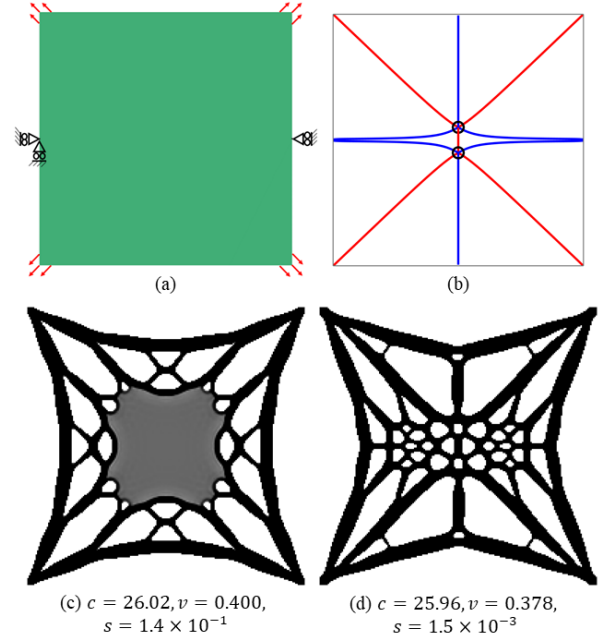 (a)
(b)
(c) c = 26.02, v = 0.400,
s = 1.4 × 10⁻¹
(d) c = 25.96, v = 0.378,
s = 1.5 × 10⁻³